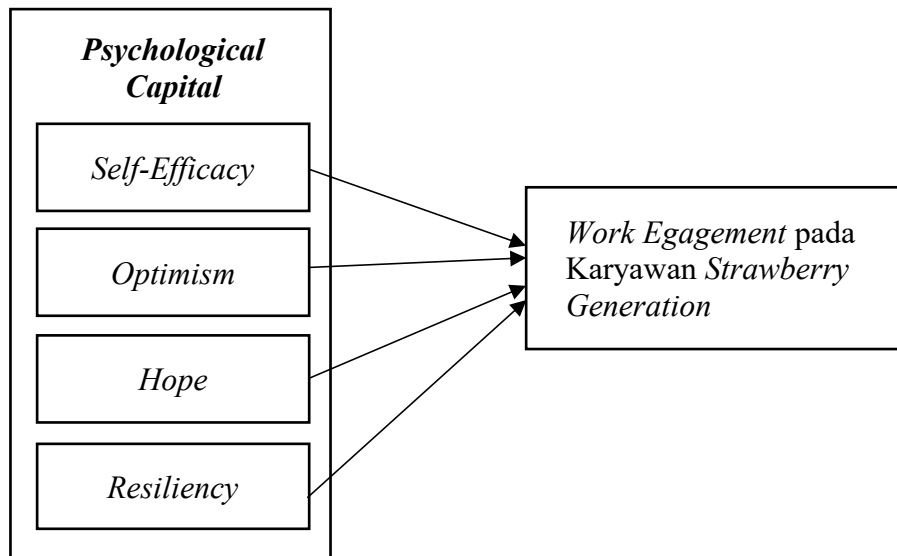 Psychological
Capital
Self-Efficacy
Optimism
Hope
Resiliency
Work Egagement pada
Karyawan Strawberry
Generation